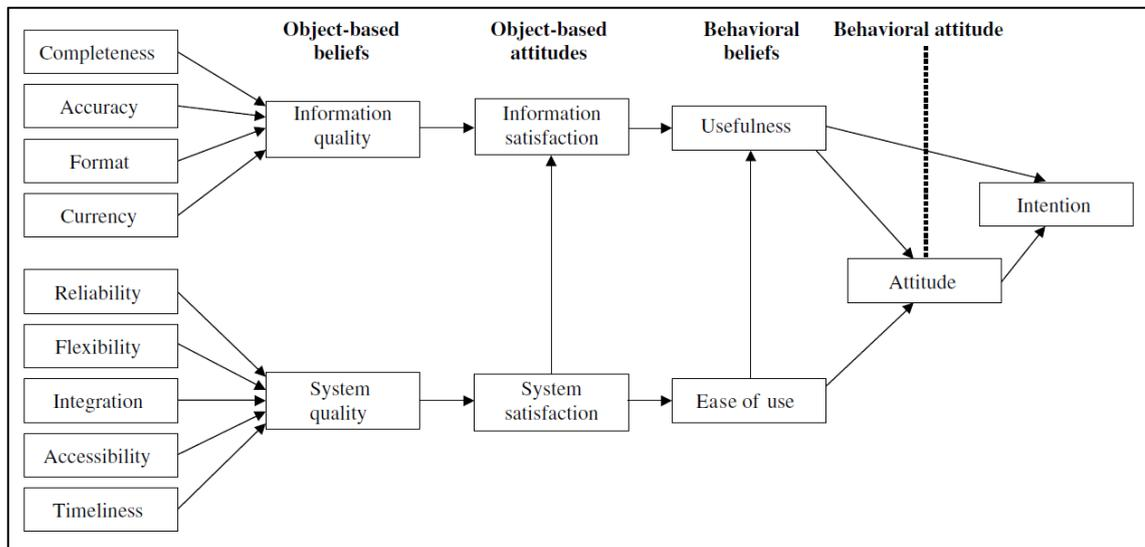 Object-based
beliefs
Object-based
attitudes
Behavioral
beliefs
Behavioral attitude
Completeness
Accuracy
Format
Currency
Information
quality
Information
satisfaction
Usefulness
Intention
Attitude
Reliability
Flexibility
Integration
Accessibility
Timeliness
System
quality
System
satisfaction
Ease of use